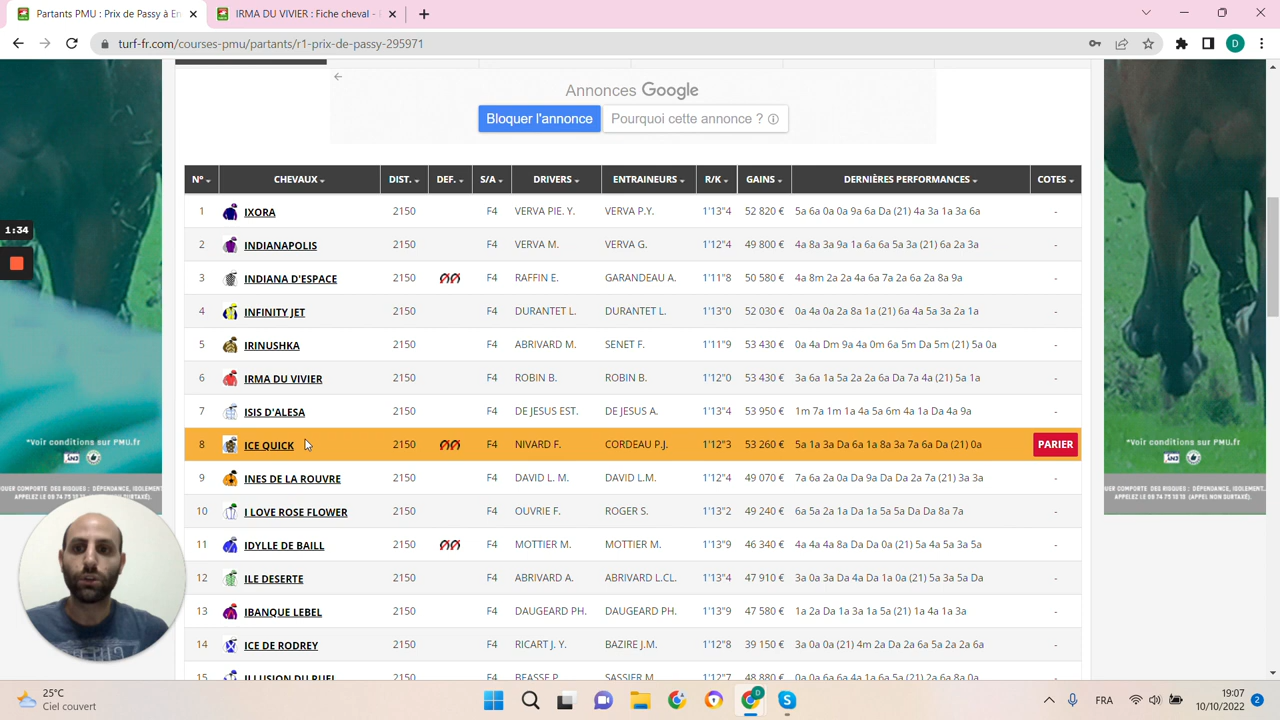 Partants PMU : Prix de Passy à En
IRMA DU VIVIER : Fiche cheval -
turf-fr.com/courses-pmu/partants/r1-prix-de-passy-295971
D
Annonces Google
Bloquer l'annonce
Pourquoi cette annonce ?
N° CHEVAUX DIST. DEF. S/A DRIVERS ENTRAINEURS R/K GAINS DERNIÈRES PERFORMANCES COTES
1 IXORA 2150 F4 VERVA PIE. Y. VERVA P.Y. 1'13"4 52 820 € 5a 6a 0a 0a 9a 6a Da (21) 4a 3a 1a 3a 6a -
2 INDIANAPOLIS 2150 F4 VERVA M. VERVA G. 1'12"4 49 800 € 4a 8a 3a 9a 1a 6a 6a 5a 3a (21) 6a 2a 3a -
3 INDIANA D'ESPACE 2150 F4 RAFFIN E. GARANDEAU A. 1'11"8 50 580 € 4a 8m 2a 2a 4a 6a 7a 2a 6a 2a 8a 9a -
4 INFINITY JET 2150 F4 DURANTET L. DURANTET L. 1'13"0 52 030 € 0a 4a 0a 2a 8a 1a (21) 6a 4a 5a 3a 2a 1a -
5 IRINUSHKA 2150 F4 ABRIVARD M. SENET F. 1'11"9 53 430 € 0a 4a Dm 9a 4a 0m 6a 5m Da 5m (21) 5a 0a -
6 IRMA DU VIVIER 2150 F4 ROBIN B. ROBIN B. 1'12"0 53 430 € 3a 6a 1a 5a 2a 2a 6a Da 7a 4a (21) 5a 1a -
7 ISIS D'ALESA 2150 F4 DE JESUS EST. DE JESUS A. 1'13"4 53 950 € 1m 7a 1m 1a 4a 5a 6m 4a 1a Da 4a 9a -
8 ICE QUICK 2150 F4 NIVARD F. CORDEAU P.J. 1'12"3 53 260 € 5a 1a 3a Da 6a 1a 8a 3a 7a 6a Da (21) 0a PARIER
9 INES DE LA ROUVRE 2150 F4 DAVID L. M. DAVID L.M. 1'12"4 49 070 € 7a 6a 2a 0a Da 9a Da Da 2a 7a (21) 3a 3a -
10 I LOVE ROSE FLOWER 2150 F4 OUVRIE F. ROGER S. 1'13"2 49 240 € 5a 5a 2a 1a Da 1a 5a 5a Da Da 8a 7a -
11 IDYLLE DE BAILL 2150 F4 MOTTIER M. MOTTIER M. 1'13"9 46 340 € 4a 4a 4a 8a Da Da 0a (21) 5a 4a 5a 3a 5a -
12 ILE DESERTE 2150 F4 ABRIVARD A. ABRIVARD L.CL. 1'13"4 47 910 € 3a 0a 3a Da 4a Da 1a 0a (21) 5a 3a 5a Da -
13 IBANQUE LEBEL 2150 F4 DAUGEARD PH. DAUGEARD PH. 1'13"9 47 580 € 1a 2a Da 1a 3a 1a 5a (21) 1a 4a 1a 3a -
14 ICE DE RODREY 2150 F4 RICART J. Y. BAZIRE J.M. 1'12"8 39 150 € 3a 0a 0a (21) 4m 2a Da 2a 6a 5a 2a 2a 6a -
1:34
*Voir conditions sur PMU.fr
*Voir conditions sur PMU.fr
25°C
Ciel couvert
FRA
19:07
10/10/2022
2